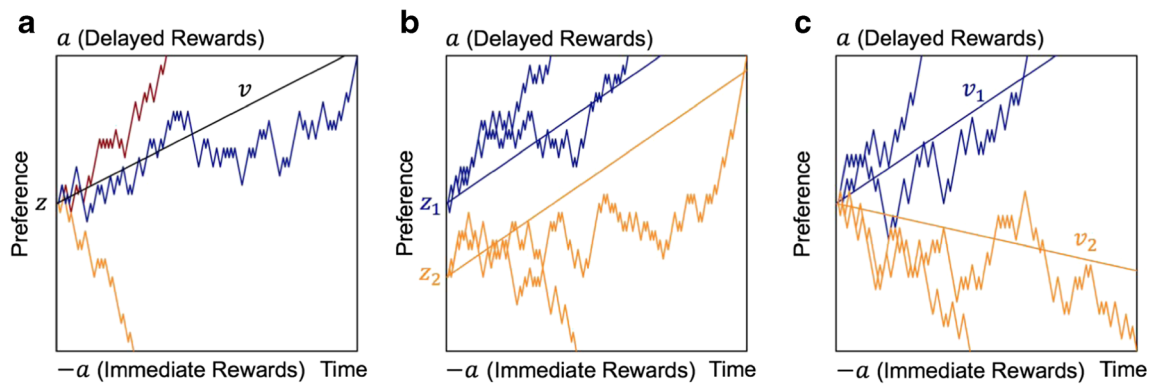 a
a (Delayed Rewards)
Preference
z
v
−a (Immediate Rewards) Time
b
a (Delayed Rewards)
Preference
z₁
z₂
−a (Immediate Rewards) Time
c
a (Delayed Rewards)
Preference
v₁
v₂
−a (Immediate Rewards) Time